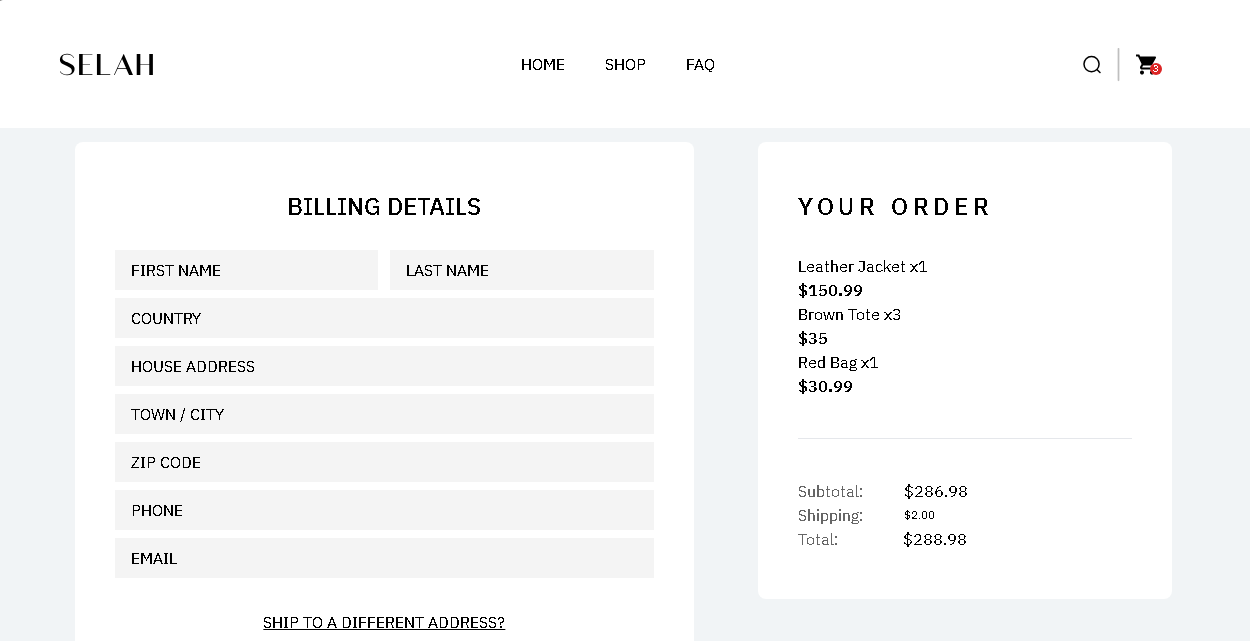 SELAH
HOME SHOP FAQ
3
BILLING DETAILS
FIRST NAME LAST NAME
COUNTRY
HOUSE ADDRESS
TOWN / CITY
ZIP CODE
PHONE
EMAIL
SHIP TO A DIFFERENT ADDRESS?
YOUR ORDER
Leather Jacket x1
$150.99
Brown Tote x3
$35
Red Bag x1
$30.99
Subtotal: $286.98
Shipping: $2.00
Total: $288.98